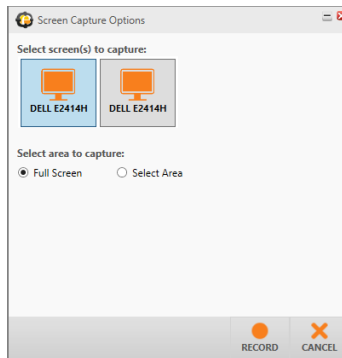 Screen Capture Options
Select screen(s) to capture:
DELL E2414H DELL E2414H
Select area to capture:
Full Screen Select Area
RECORD CANCEL